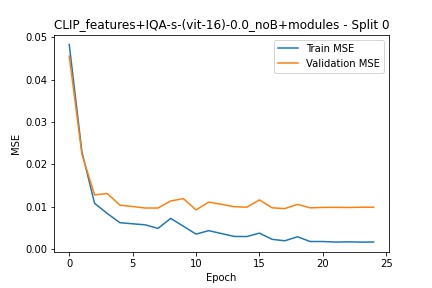 CLIP_features+IQA-s-(vit-16)-0.0_noB+modules - Split 0
0.05
0.04
0.03
0.02
0.01
0.00
MSE
Train MSE
Validation MSE
0 5 10 15 20 25
Epoch